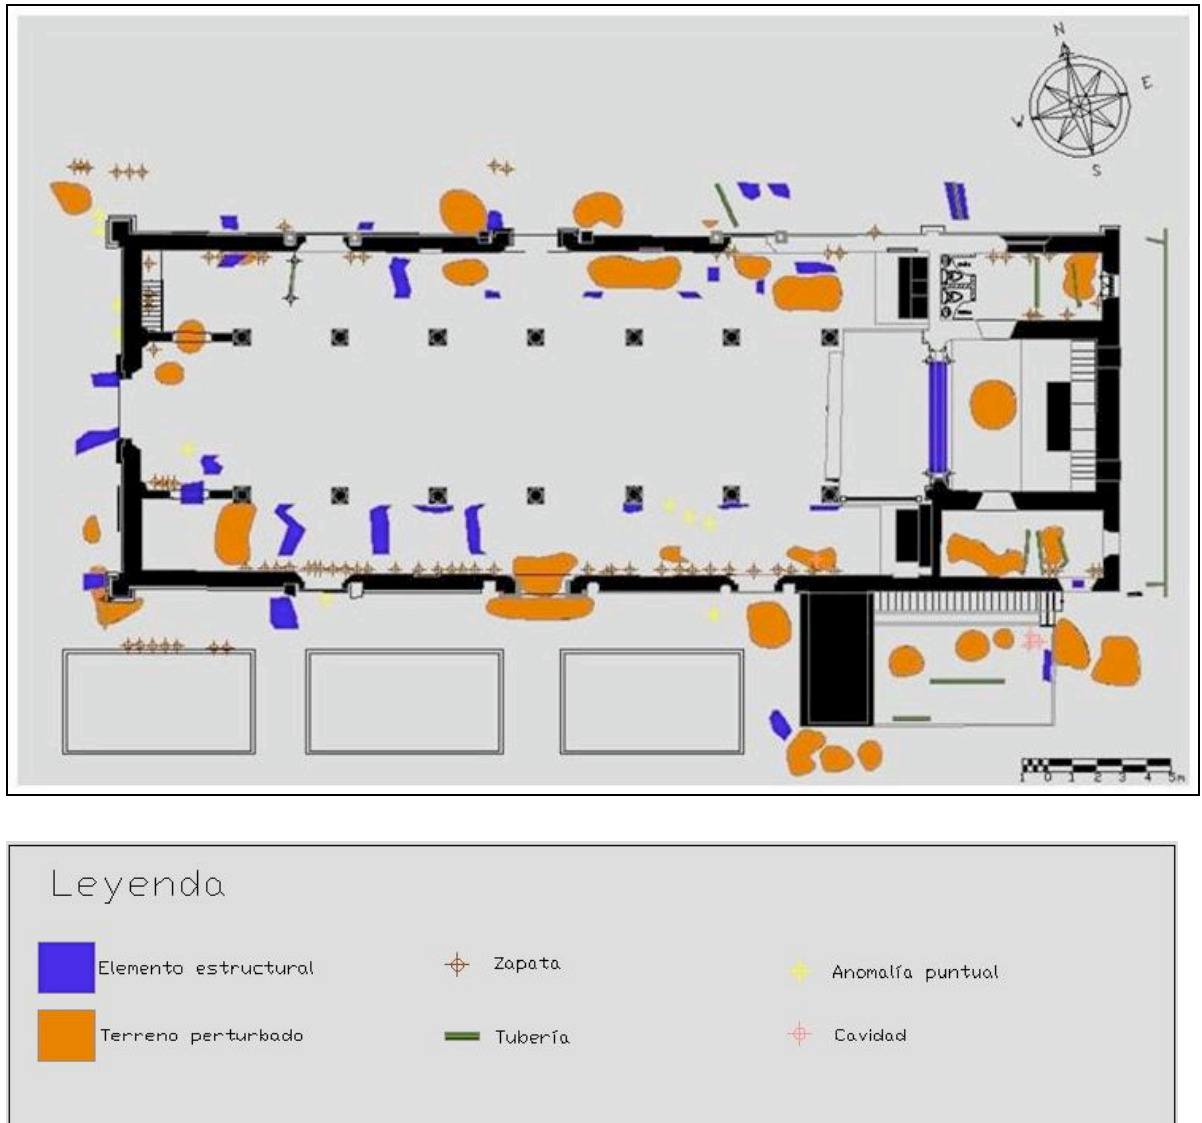 N
E
W
S
1 0 1 2 3 4 5m
Leyenda
Elemento estructural
Zapata
Anomalía puntual
Terreno perturbado
Tubería
Cavidad